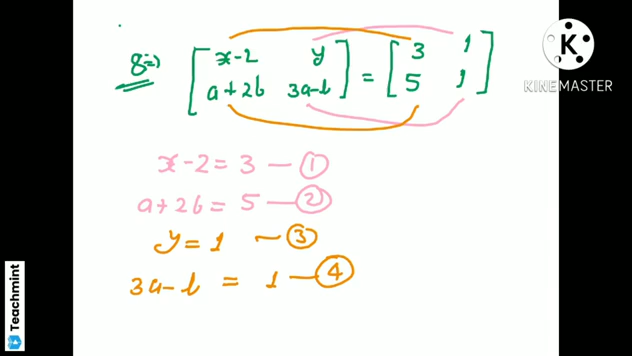 8=>
[x-2 y
a+2b 3a-b] = [3 1
5 1]
K
KINEMASTER
x-2 = 3 — ①
a+2b = 5 — ②
y = 1 — ③
3a-b = 1 — ④
Teachmint